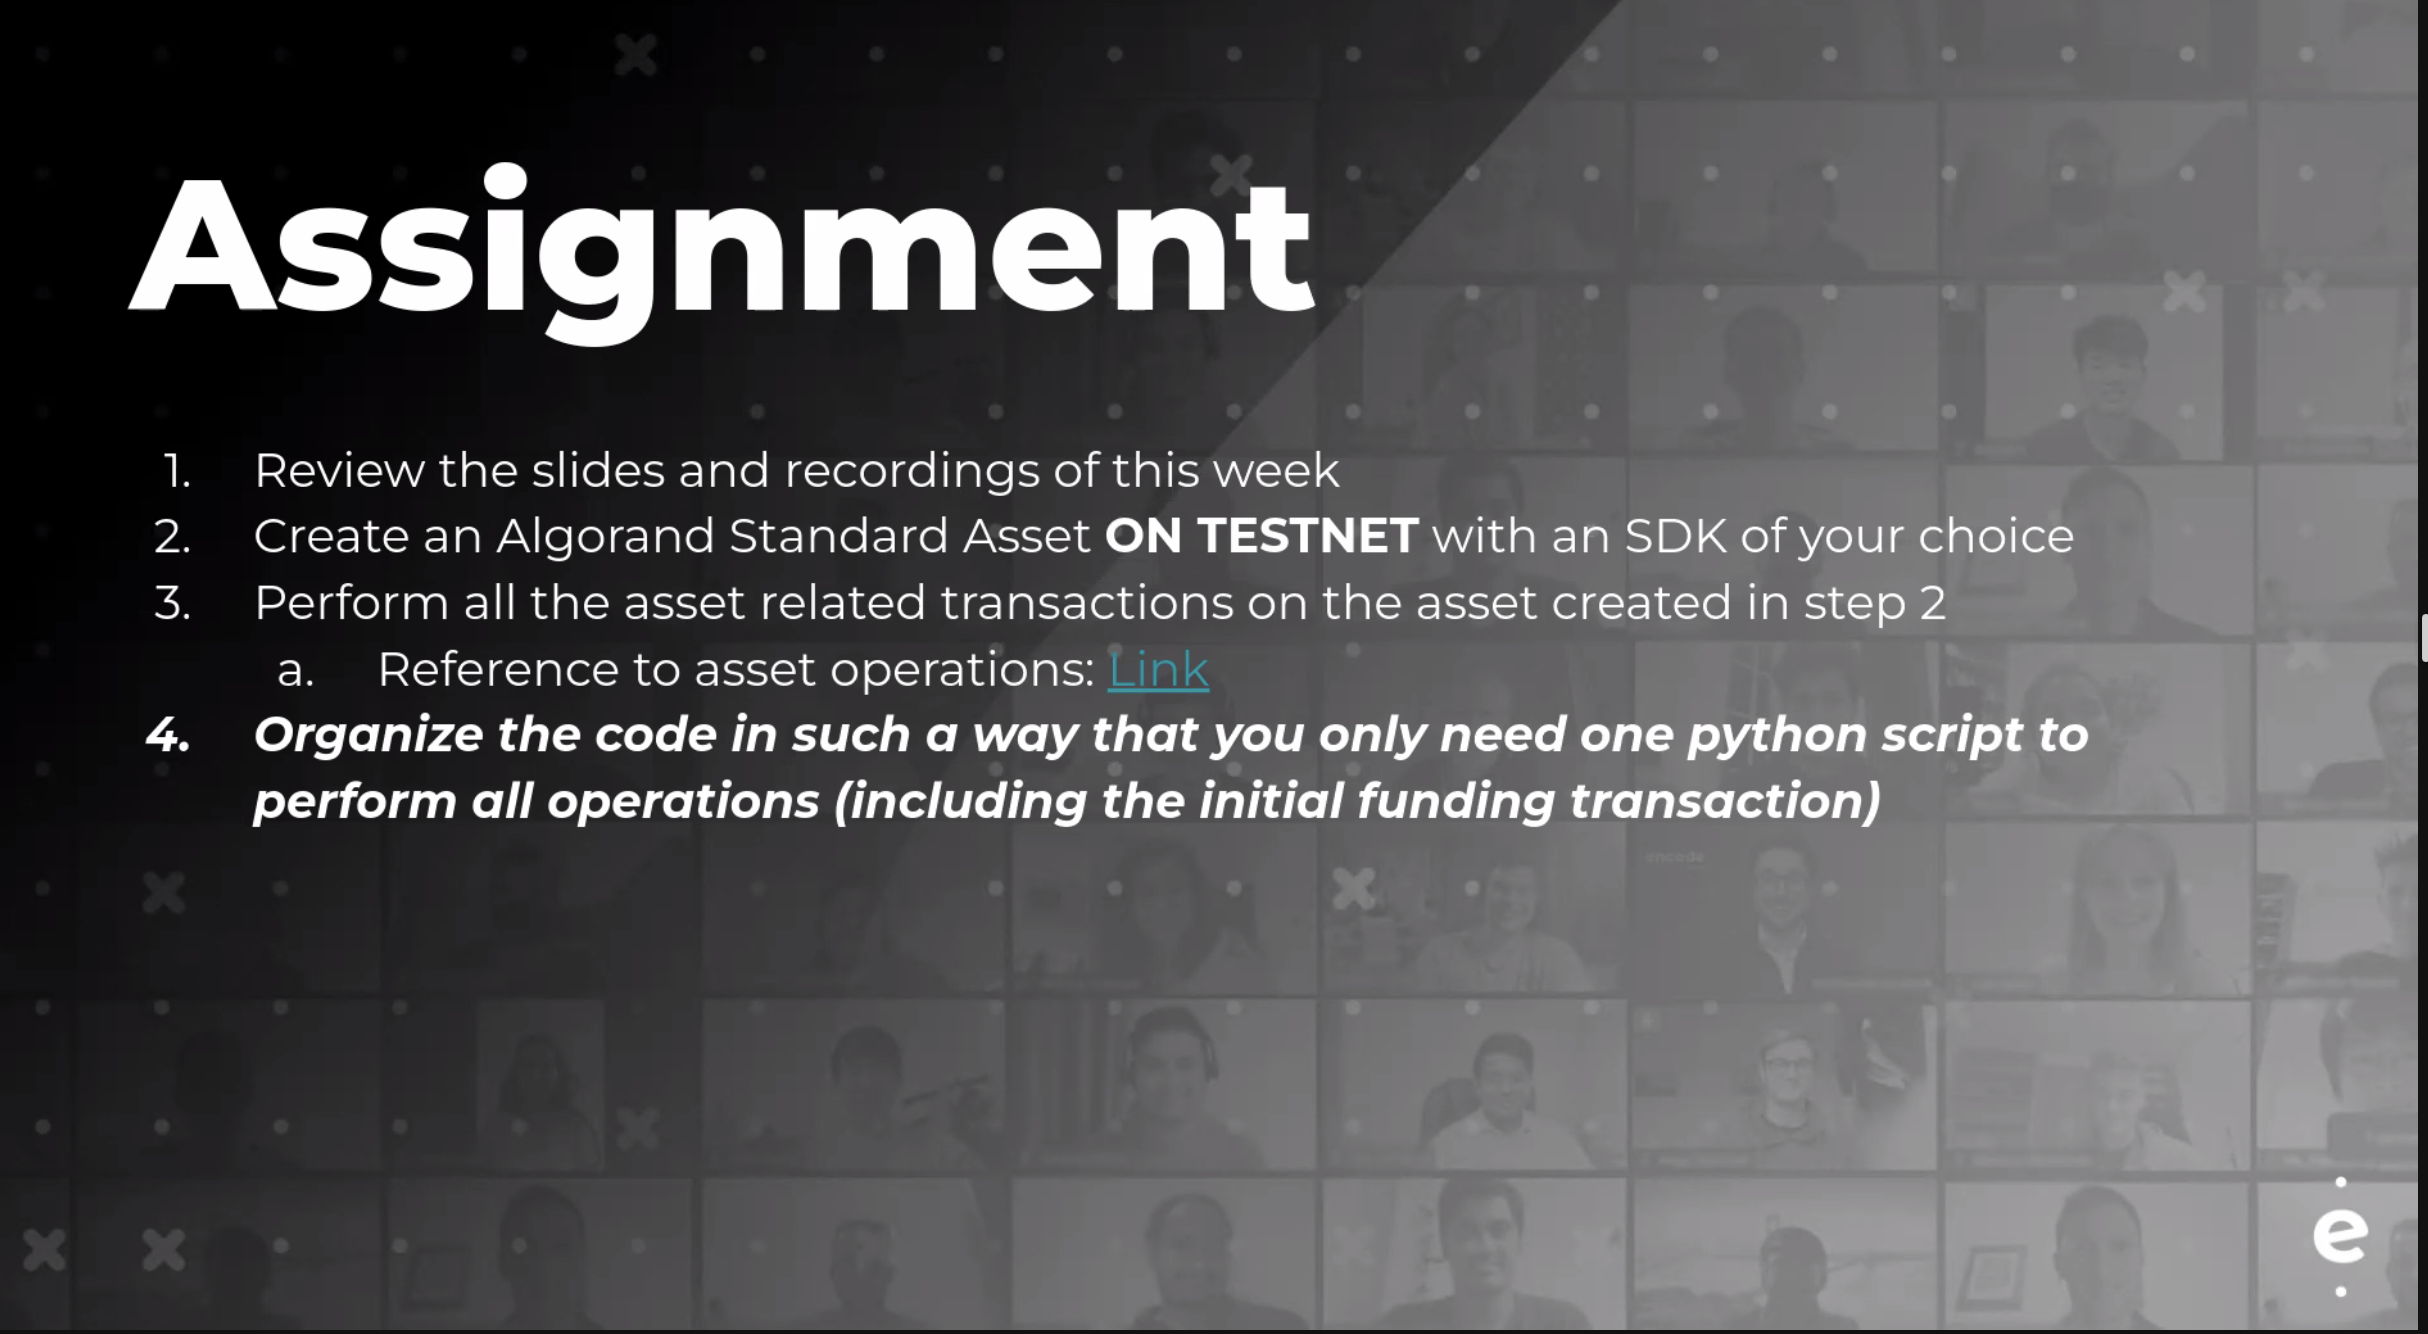 Assignment
1. Review the slides and recordings of this week
2. Create an Algorand Standard Asset ON TESTNET with an SDK of your choice
3. Perform all the asset related transactions on the asset created in step 2
a. Reference to asset operations: Link
4. Organize the code in such a way that you only need one python script to
perform all operations (including the initial funding transaction)
encode
e